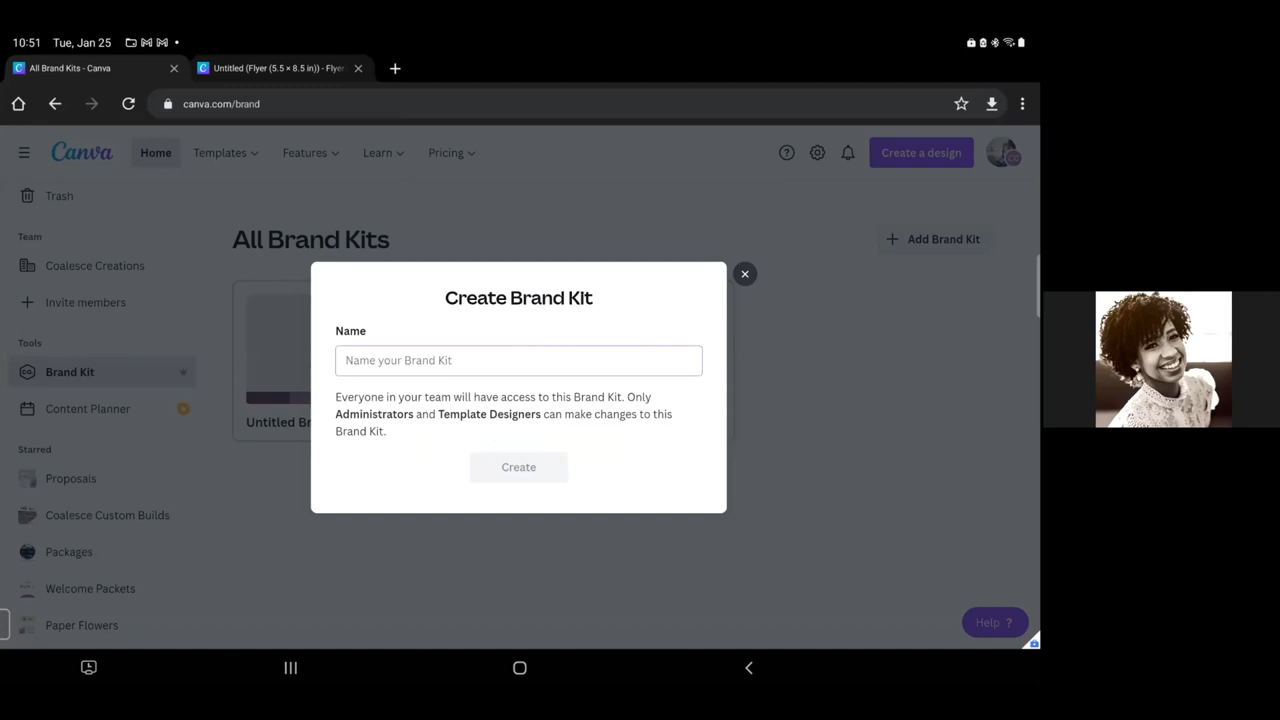 10:51 Tue, Jan 25
All Brand Kits - Canva
Untitled (Flyer (5.5 × 8.5 in)) - Flyer
canva.com/brand
Canva Home Templates Features Learn Pricing Create a design
Trash
Team
Coalesce Creations
Invite members
Tools
Brand Kit
Content Planner
Starred
Proposals
Coalesce Custom Builds
Packages
Welcome Packets
Paper Flowers
All Brand Kits
+ Add Brand Kit
Untitled Br
Create Brand Kit
Name
Name your Brand Kit
Everyone in your team will have access to this Brand Kit. Only
Administrators and Template Designers can make changes to this
Brand Kit.
Create
Help ?